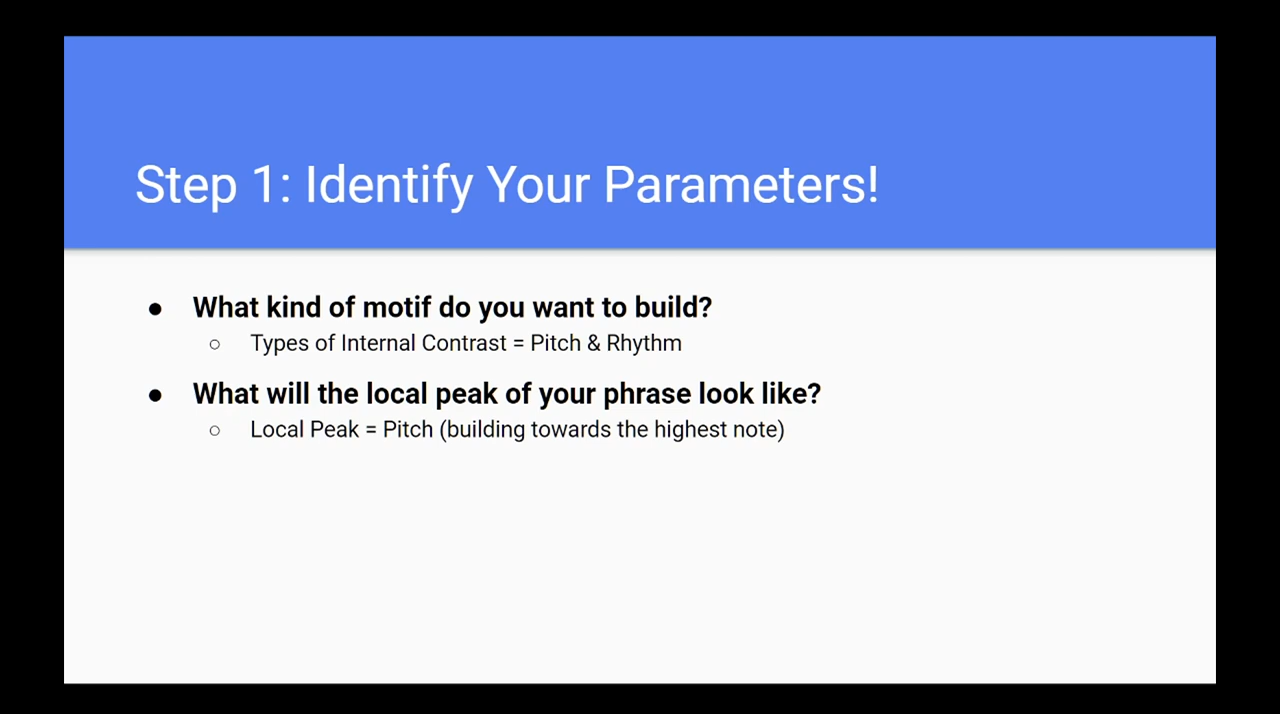 Step 1: Identify Your Parameters!
● What kind of motif do you want to build?
○ Types of Internal Contrast = Pitch & Rhythm
● What will the local peak of your phrase look like?
○ Local Peak = Pitch (building towards the highest note)